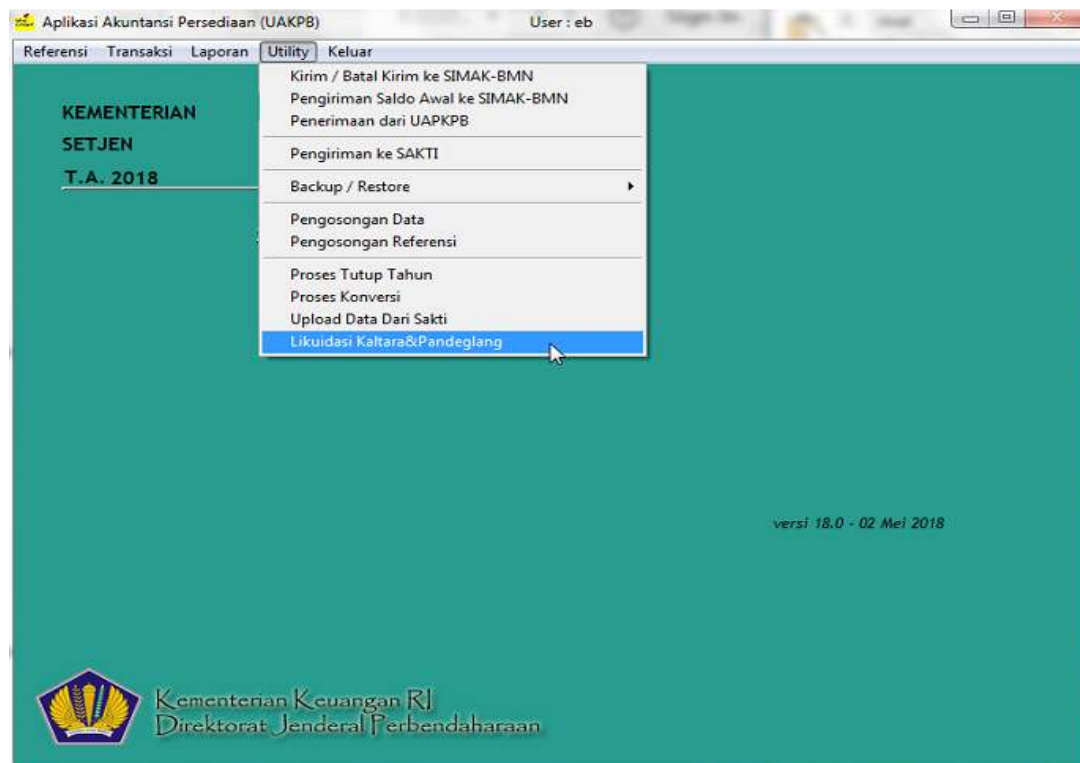 Aplikasi Akuntansi Persediaan (UAKPB) User : eb
Referensi Transaksi Laporan Utility Keluar
Kirim / Batal Kirim ke SIMAK-BMN
Pengiriman Saldo Awal ke SIMAK-BMN
Penerimaan dari UAPKPB
Pengiriman ke SAKTI
Backup / Restore
Pengosongan Data
Pengosongan Referensi
Proses Tutup Tahun
Proses Konversi
Upload Data Dari Sakti
Likuidasi Kaltara&Pandeglang
KEMENTERIAN
SETJEN
T.A. 2018
versi 18.0 - 02 Mei 2018
Kementerian Keuangan RI
Direktorat Jenderal Perbendaharaan